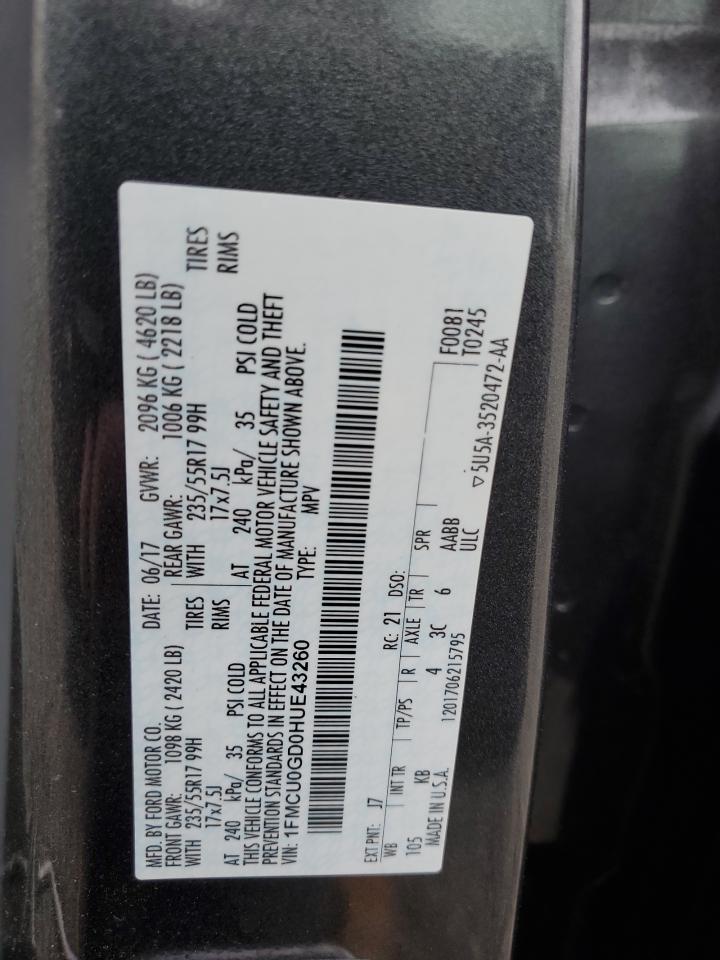 MFD. BY FORD MOTOR CO.
DATE: 06/17 GVWR: 2096 KG ( 4620 LB)
FRONT GAWR: 1098 KG ( 2420 LB)
REAR GAWR: 1006 KG ( 2218 LB)
WITH 235/55R17 99H TIRES
WITH 235/55R17 99H TIRES
17x7.5J RIMS
17x7.5J RIMS
AT 240 kPa/ 35 PSI COLD
AT 240 kPa/ 35 PSI COLD
THIS VEHICLE CONFORMS TO ALL APPLICABLE FEDERAL MOTOR VEHICLE SAFETY AND THEFT
PREVENTION STANDARDS IN EFFECT ON THE DATE OF MANUFACTURE SHOWN ABOVE.
VIN: 1FMCU0GD0HUE43260 TYPE: MPV
EXT PNT: J7 RC: 21 DSO:
WB INT TR TP/PS R AXLE TR SPR F0081
T0245
105 KB 4 3C 6 AABB
ULC
MADE IN U.S.A. 1201706215795 ▽5U5A-3520472-AA